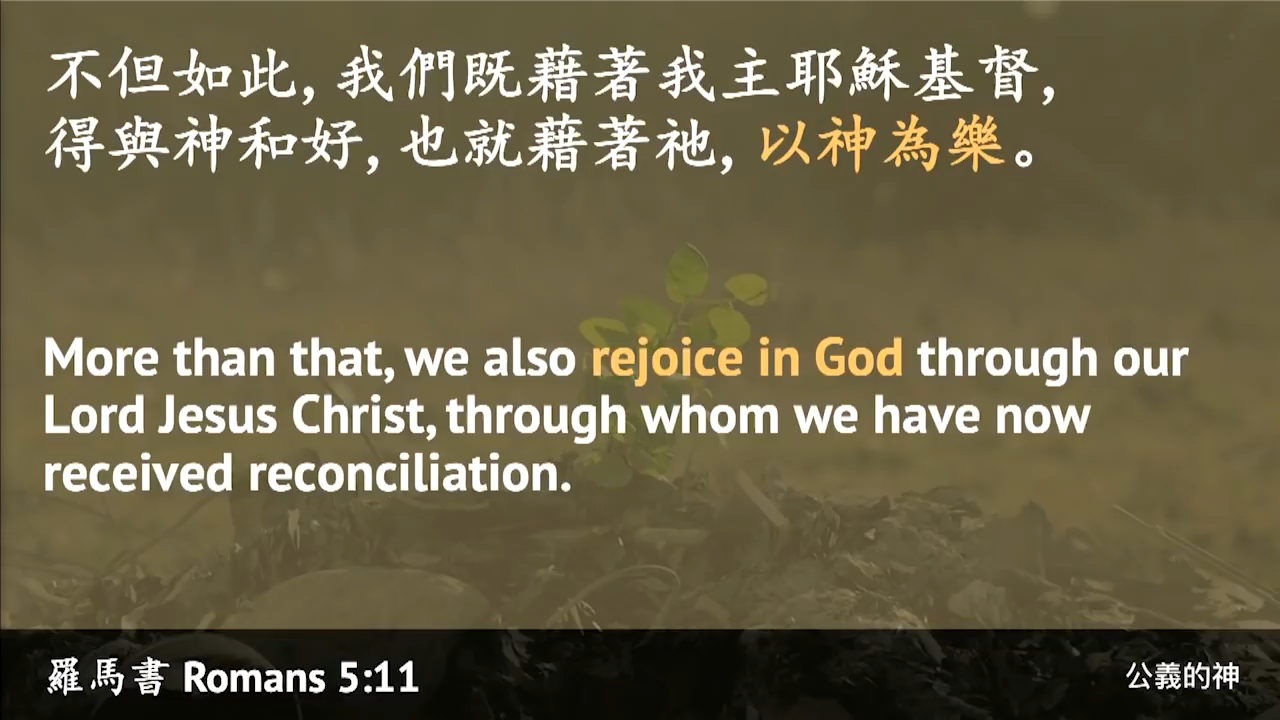 不但如此, 我們既藉著我主耶穌基督,
得與神和好, 也就藉著祂, 以神為樂。
More than that, we also rejoice in God through our
Lord Jesus Christ, through whom we have now
received reconciliation.
羅馬書 Romans 5:11
公義的神